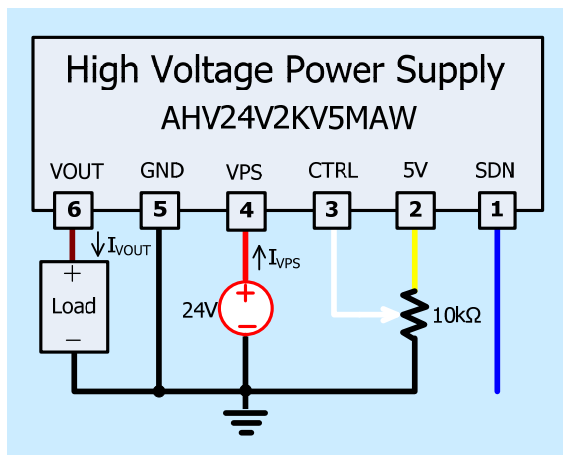 High Voltage Power Supply
AHV24V2KV5MAW
VOUT GND VPS CTRL 5V SDN
6 5 4 3 2 1
IVOUT IVPS
+
Load
−
24V
+
−
10kΩ